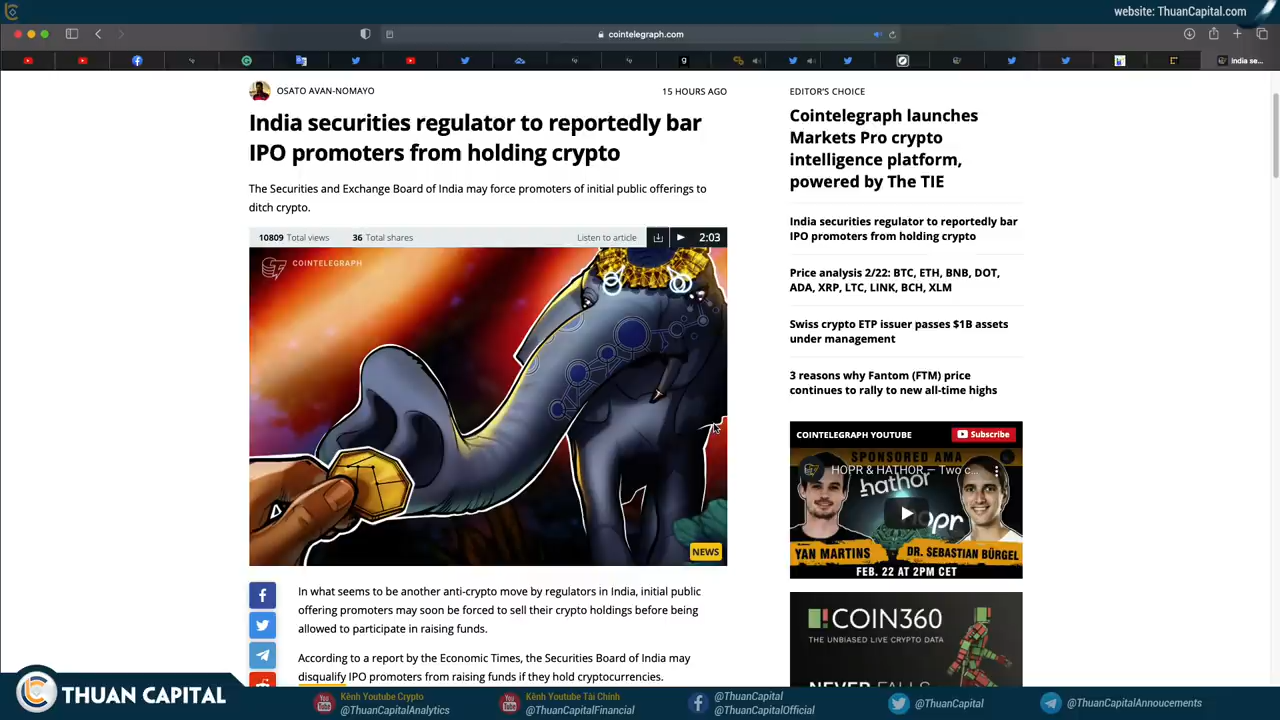 website: ThuanCapital.com
cointelegraph.com
India se...
OSATO AVAN-NOMAYO
15 HOURS AGO
India securities regulator to reportedly bar
IPO promoters from holding crypto
The Securities and Exchange Board of India may force promoters of initial public offerings to
ditch crypto.
10809 Total views
36 Total shares
Listen to article
2:03
COINTELEGRAPH
NEWS
In what seems to be another anti-crypto move by regulators in India, initial public
offering promoters may soon be forced to sell their crypto holdings before being
allowed to participate in raising funds.
According to a report by the Economic Times, the Securities Board of India may
disqualify IPO promoters from raising funds if they hold cryptocurrencies.
EDITOR'S CHOICE
Cointelegraph launches
Markets Pro crypto
intelligence platform,
powered by The TIE
India securities regulator to reportedly bar
IPO promoters from holding crypto
Price analysis 2/22: BTC, ETH, BNB, DOT,
ADA, XRP, LTC, LINK, BCH, XLM
Swiss crypto ETP issuer passes $1B assets
under management
3 reasons why Fantom (FTM) price
continues to rally to new all-time highs
COINTELEGRAPH YOUTUBE
Subscribe
SPONSORED AMA
HOPR & HATHOR — Two c...
hathor
hopr
YAN MARTINS
DR. SEBASTIAN BÜRGEL
FEB. 22 AT 2PM CET
COIN360
THE UNBIASED LIVE CRYPTO DATA
NEVER FALLS
THUAN CAPITAL
Kênh Youtube Crypto
@ThuanCapitalAnalytics
Kênh Youtube Tài Chính
@ThuanCapitalFinancial
@ThuanCapital
@ThuanCapitalOfficial
@ThuanCapital
@ThuanCapitalAnnoucements